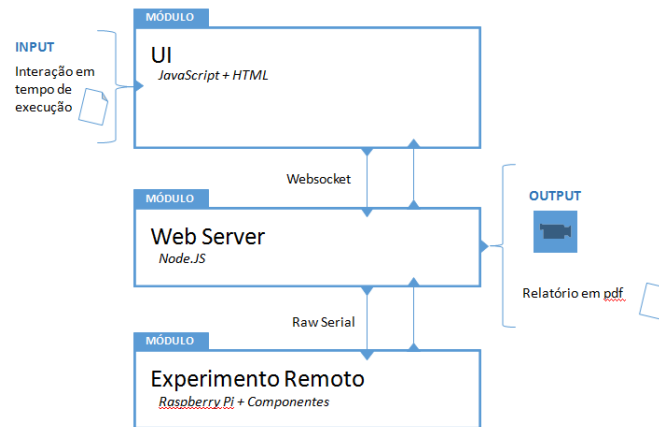 MÓDULO
INPUT
UI
JavaScript + HTML
Interação em
tempo de
execução
Websocket
MÓDULO
Web Server
Node.JS
OUTPUT
Relatório em pdf
Raw Serial
MÓDULO
Experimento Remoto
Raspberry Pi + Componentes